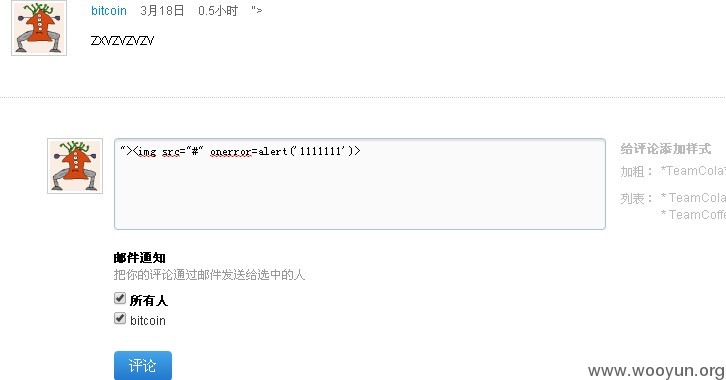 bitcoin 3月18日 0.5小时 ">
ZXVZVZVZV
"><img src="#" onerror=alert('1111111')>
给评论添加样式
加粗： *TeamCola*
列表： * TeamCola
* TeamCoffe
邮件通知
把你的评论通过邮件发送给选中的人
所有人
bitcoin
评论
www.wooyun.org